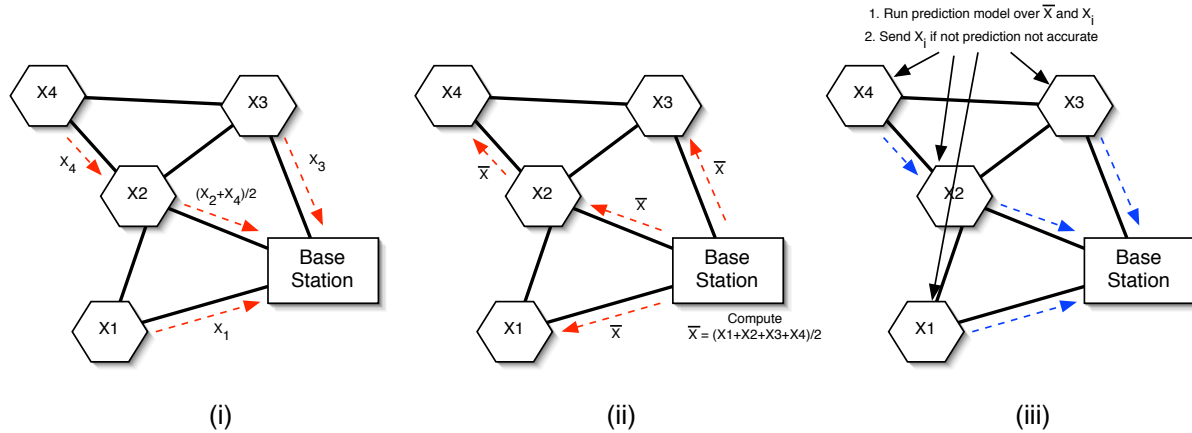 X4
X3
X4
X3
X2
(X2+X4)/2
Base
Station
X1
X1
(i)
X4
X3
X̅
X̅
X2
X̅
Base
Station
X1
X̅
Compute
X̅ = (X1+X2+X3+X4)/2
(ii)
1. Run prediction model over X̅ and Xi
2. Send Xi if not prediction not accurate
X4
X3
X2
Base
Station
X1
(iii)